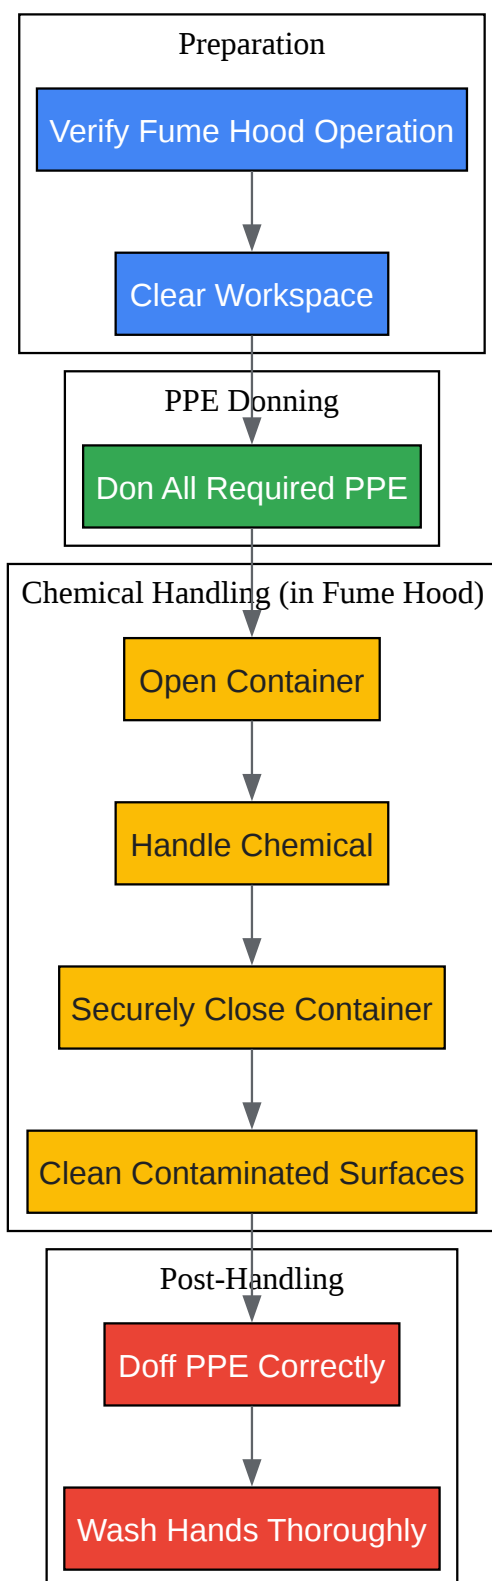 Preparation
Verify Fume Hood Operation
Clear Workspace
PPE Donning
Don All Required PPE
Chemical Handling (in Fume Hood)
Open Container
Handle Chemical
Securely Close Container
Clean Contaminated Surfaces
Post-Handling
Doff PPE Correctly
Wash Hands Thoroughly